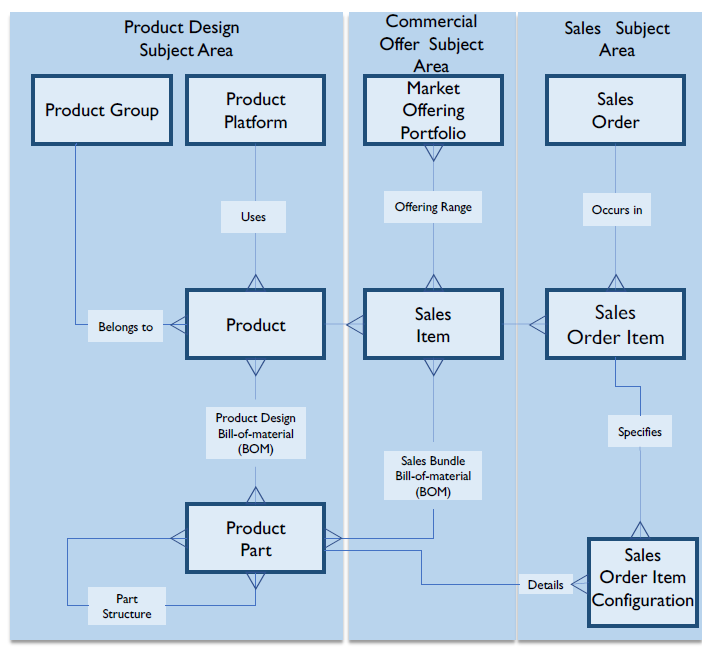 Product Design
Subject Area
Commercial
Offer Subject
Area
Sales Subject
Area
Product Group
Product
Platform
Market
Offering
Portfolio
Sales
Order
Uses
Offering Range
Occurs in
Belongs to
Product
Sales
Item
Sales
Order Item
Product Design
Bill-of-material
(BOM)
Sales Bundle
Bill-of-material
(BOM)
Specifies
Product
Part
Part
Structure
Details
Sales
Order Item
Configuration